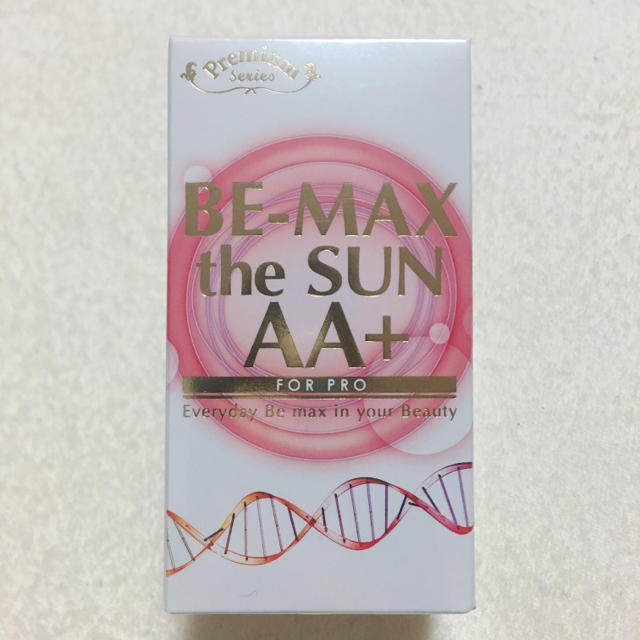 Premium
Series
BE-MAX
the SUN
AA+
FOR PRO
Everyday Be max in your Beauty